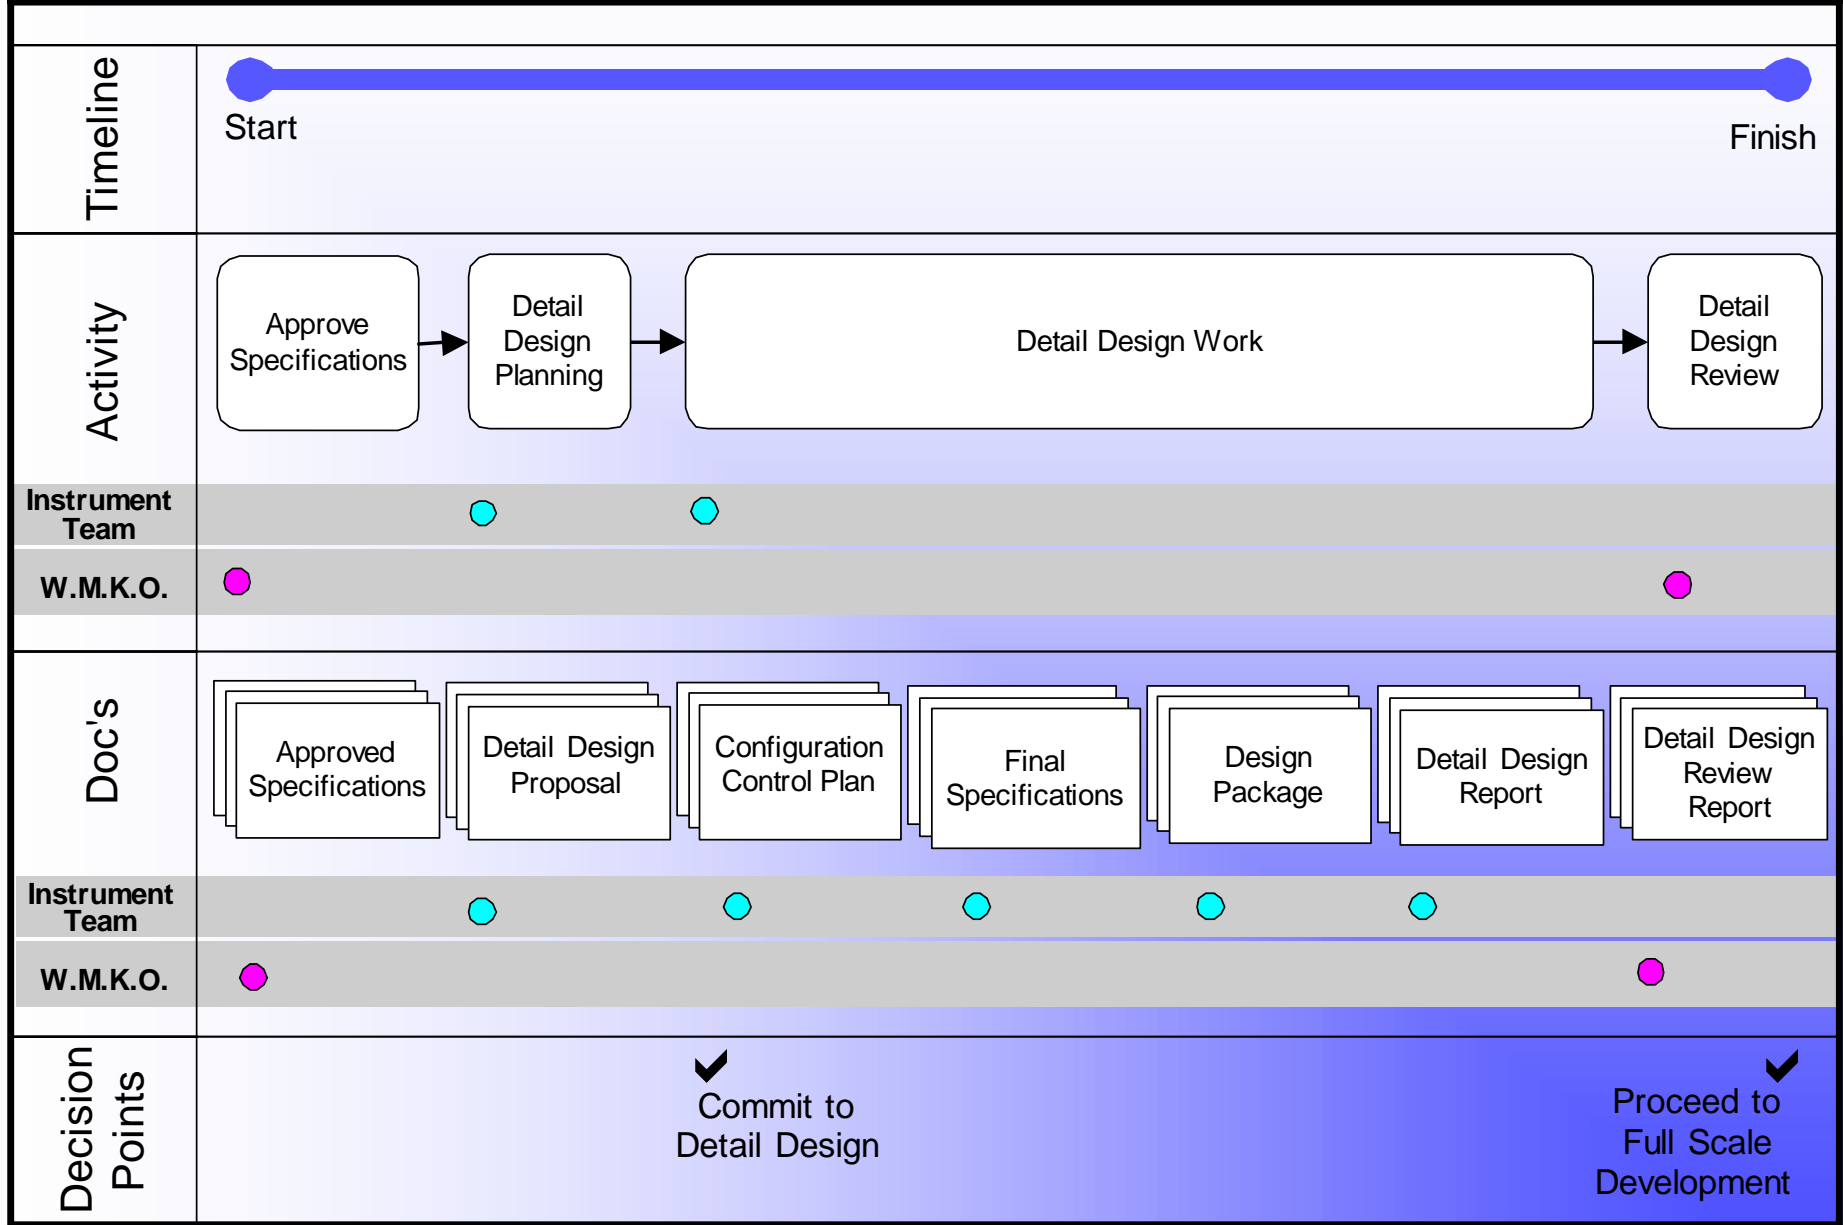 Timeline
Start
Finish
Activity
Approve
Specifications
Detail
Design
Planning
Detail Design Work
Detail
Design
Review
Instrument
Team
W.M.K.O.
Doc's
Approved
Specifications
Detail Design
Proposal
Configuration
Control Plan
Final
Specifications
Design
Package
Detail Design
Report
Detail Design
Review
Report
Instrument
Team
W.M.K.O.
Decision
Points
Commit to
Detail Design
Proceed to
Full Scale
Development